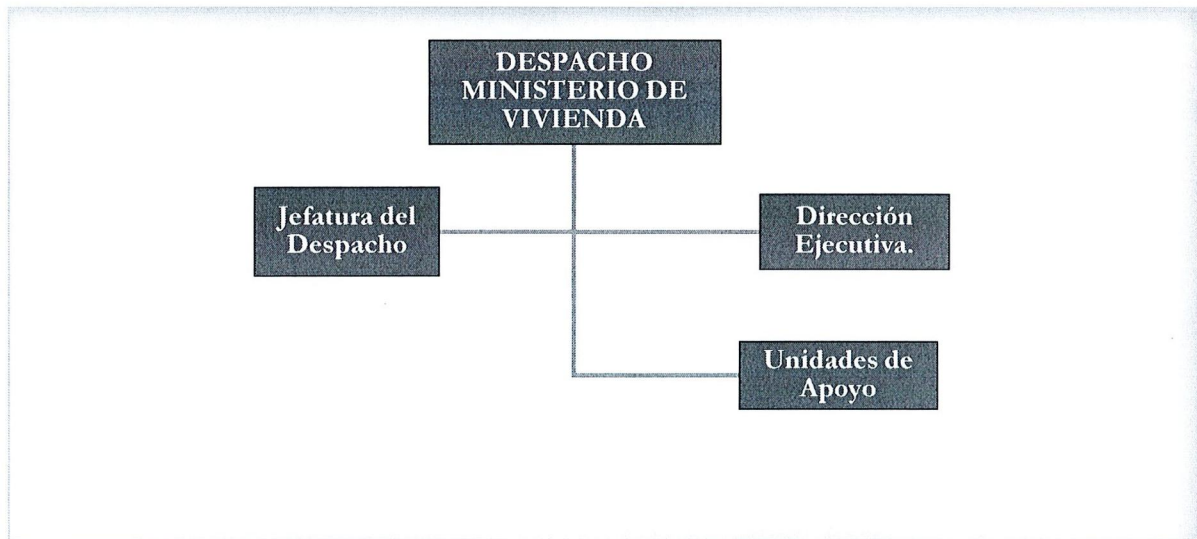 DESPACHO
MINISTERIO DE
VIVIENDA
Jefatura del
Despacho
Dirección
Ejecutiva.
Unidades de
Apoyo